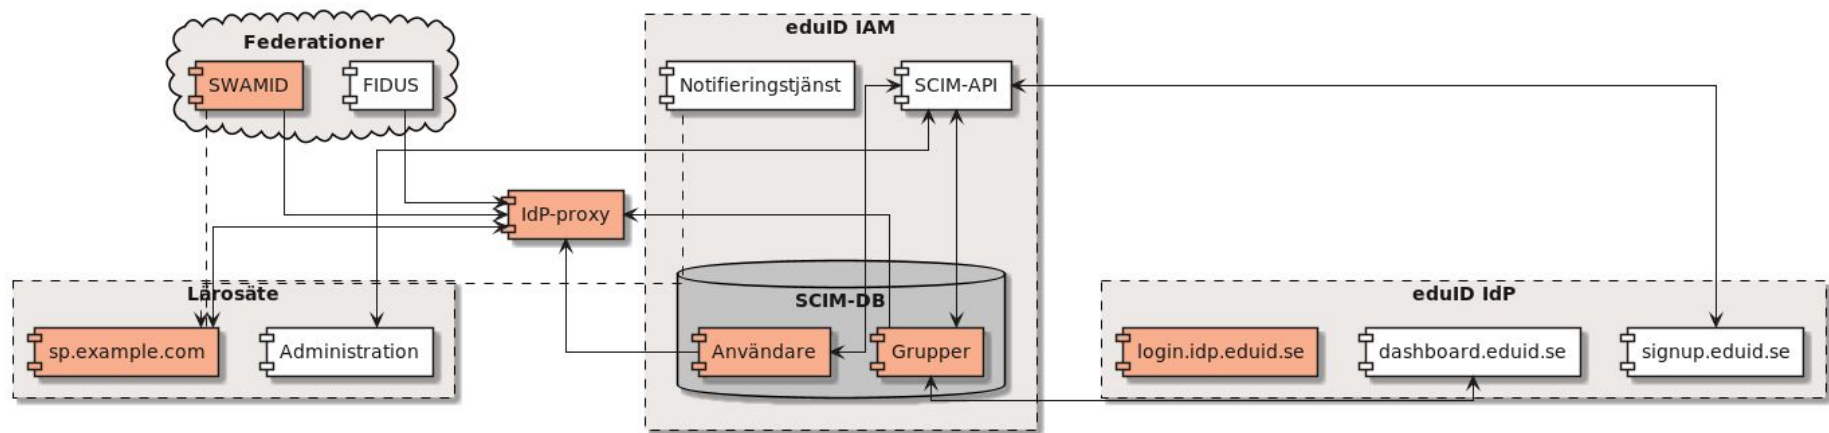 Federationer
SWAMID
FIDUS
eduID IAM
Notifieringstjänst
SCIM-API
IdP-proxy
Lärosäte
sp.example.com
Administration
SCIM-DB
Användare
Grupper
eduID IdP
login.idp.eduid.se
dashboard.eduid.se
signup.eduid.se